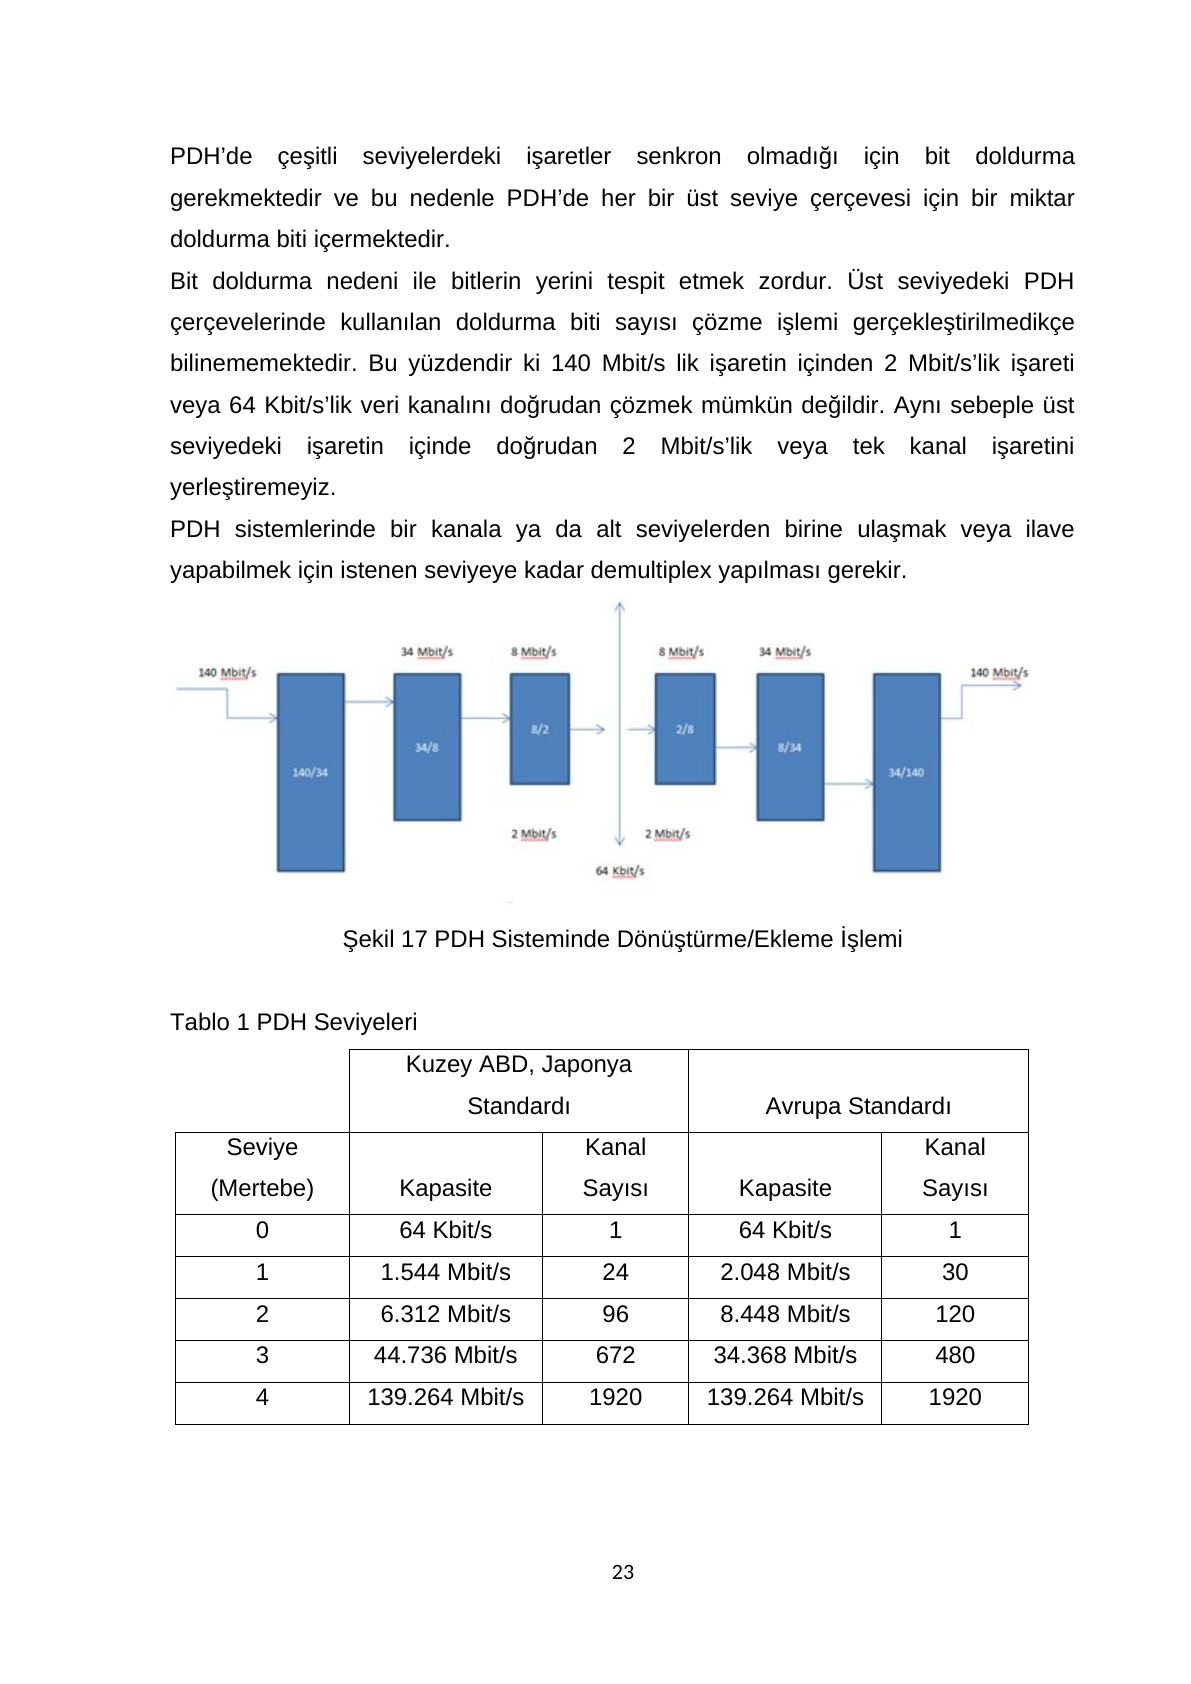 PDH’de çeşitli seviyelerdeki işaretler senkron olmadığı için bit doldurma
gerekmektedir ve bu nedenle PDH’de her bir üst seviye çerçevesi için bir miktar
doldurma biti içermektedir.
Bit doldurma nedeni ile bitlerin yerini tespit etmek zordur. Üst seviyedeki PDH
çerçevelerinde kullanılan doldurma biti sayısı çözme işlemi gerçekleştirilmedikçe
bilinememektedir. Bu yüzdendir ki 140 Mbit/s lik işaretin içinden 2 Mbit/s’lik işareti
veya 64 Kbit/s’lik veri kanalını doğrudan çözmek mümkün değildir. Aynı sebeple üst
seviyedeki işaretin içinde doğrudan 2 Mbit/s’lik veya tek kanal işaretini
yerleştiremeyiz.
PDH sistemlerinde bir kanala ya da alt seviyelerden birine ulaşmak veya ilave
yapabilmek için istenen seviyeye kadar demultiplex yapılması gerekir.
34 Mbit/s 8 Mbit/s 8 Mbit/s 34 Mbit/s
140 Mbit/s 140 Mbit/s
8/2 2/8
34/8 8/34
140/34 34/140
2 Mbit/s 2 Mbit/s
64 Kbit/s
Şekil 17 PDH Sisteminde Dönüştürme/Ekleme İşlemi
Tablo 1 PDH Seviyeleri
Kuzey ABD, Japonya
Standardı Avrupa Standardı
Seviye Kanal Kanal
(Mertebe) Kapasite Sayısı Kapasite Sayısı
0 64 Kbit/s 1 64 Kbit/s 1
1 1.544 Mbit/s 24 2.048 Mbit/s 30
2 6.312 Mbit/s 96 8.448 Mbit/s 120
3 44.736 Mbit/s 672 34.368 Mbit/s 480
4 139.264 Mbit/s 1920 139.264 Mbit/s 1920
23